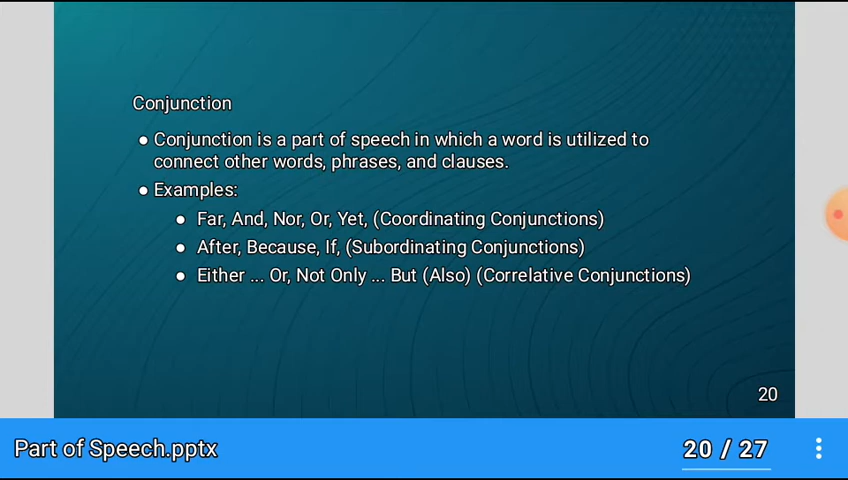 Conjunction
● Conjunction is a part of speech in which a word is utilized to
connect other words, phrases, and clauses.
● Examples:
● Far, And, Nor, Or, Yet, (Coordinating Conjunctions)
● After, Because, If, (Subordinating Conjunctions)
● Either ... Or, Not Only ... But (Also) (Correlative Conjunctions)
20
Part of Speech.pptx
20 / 27